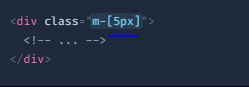 <div class="m-[5px]">
<!-- ... -->
</div>